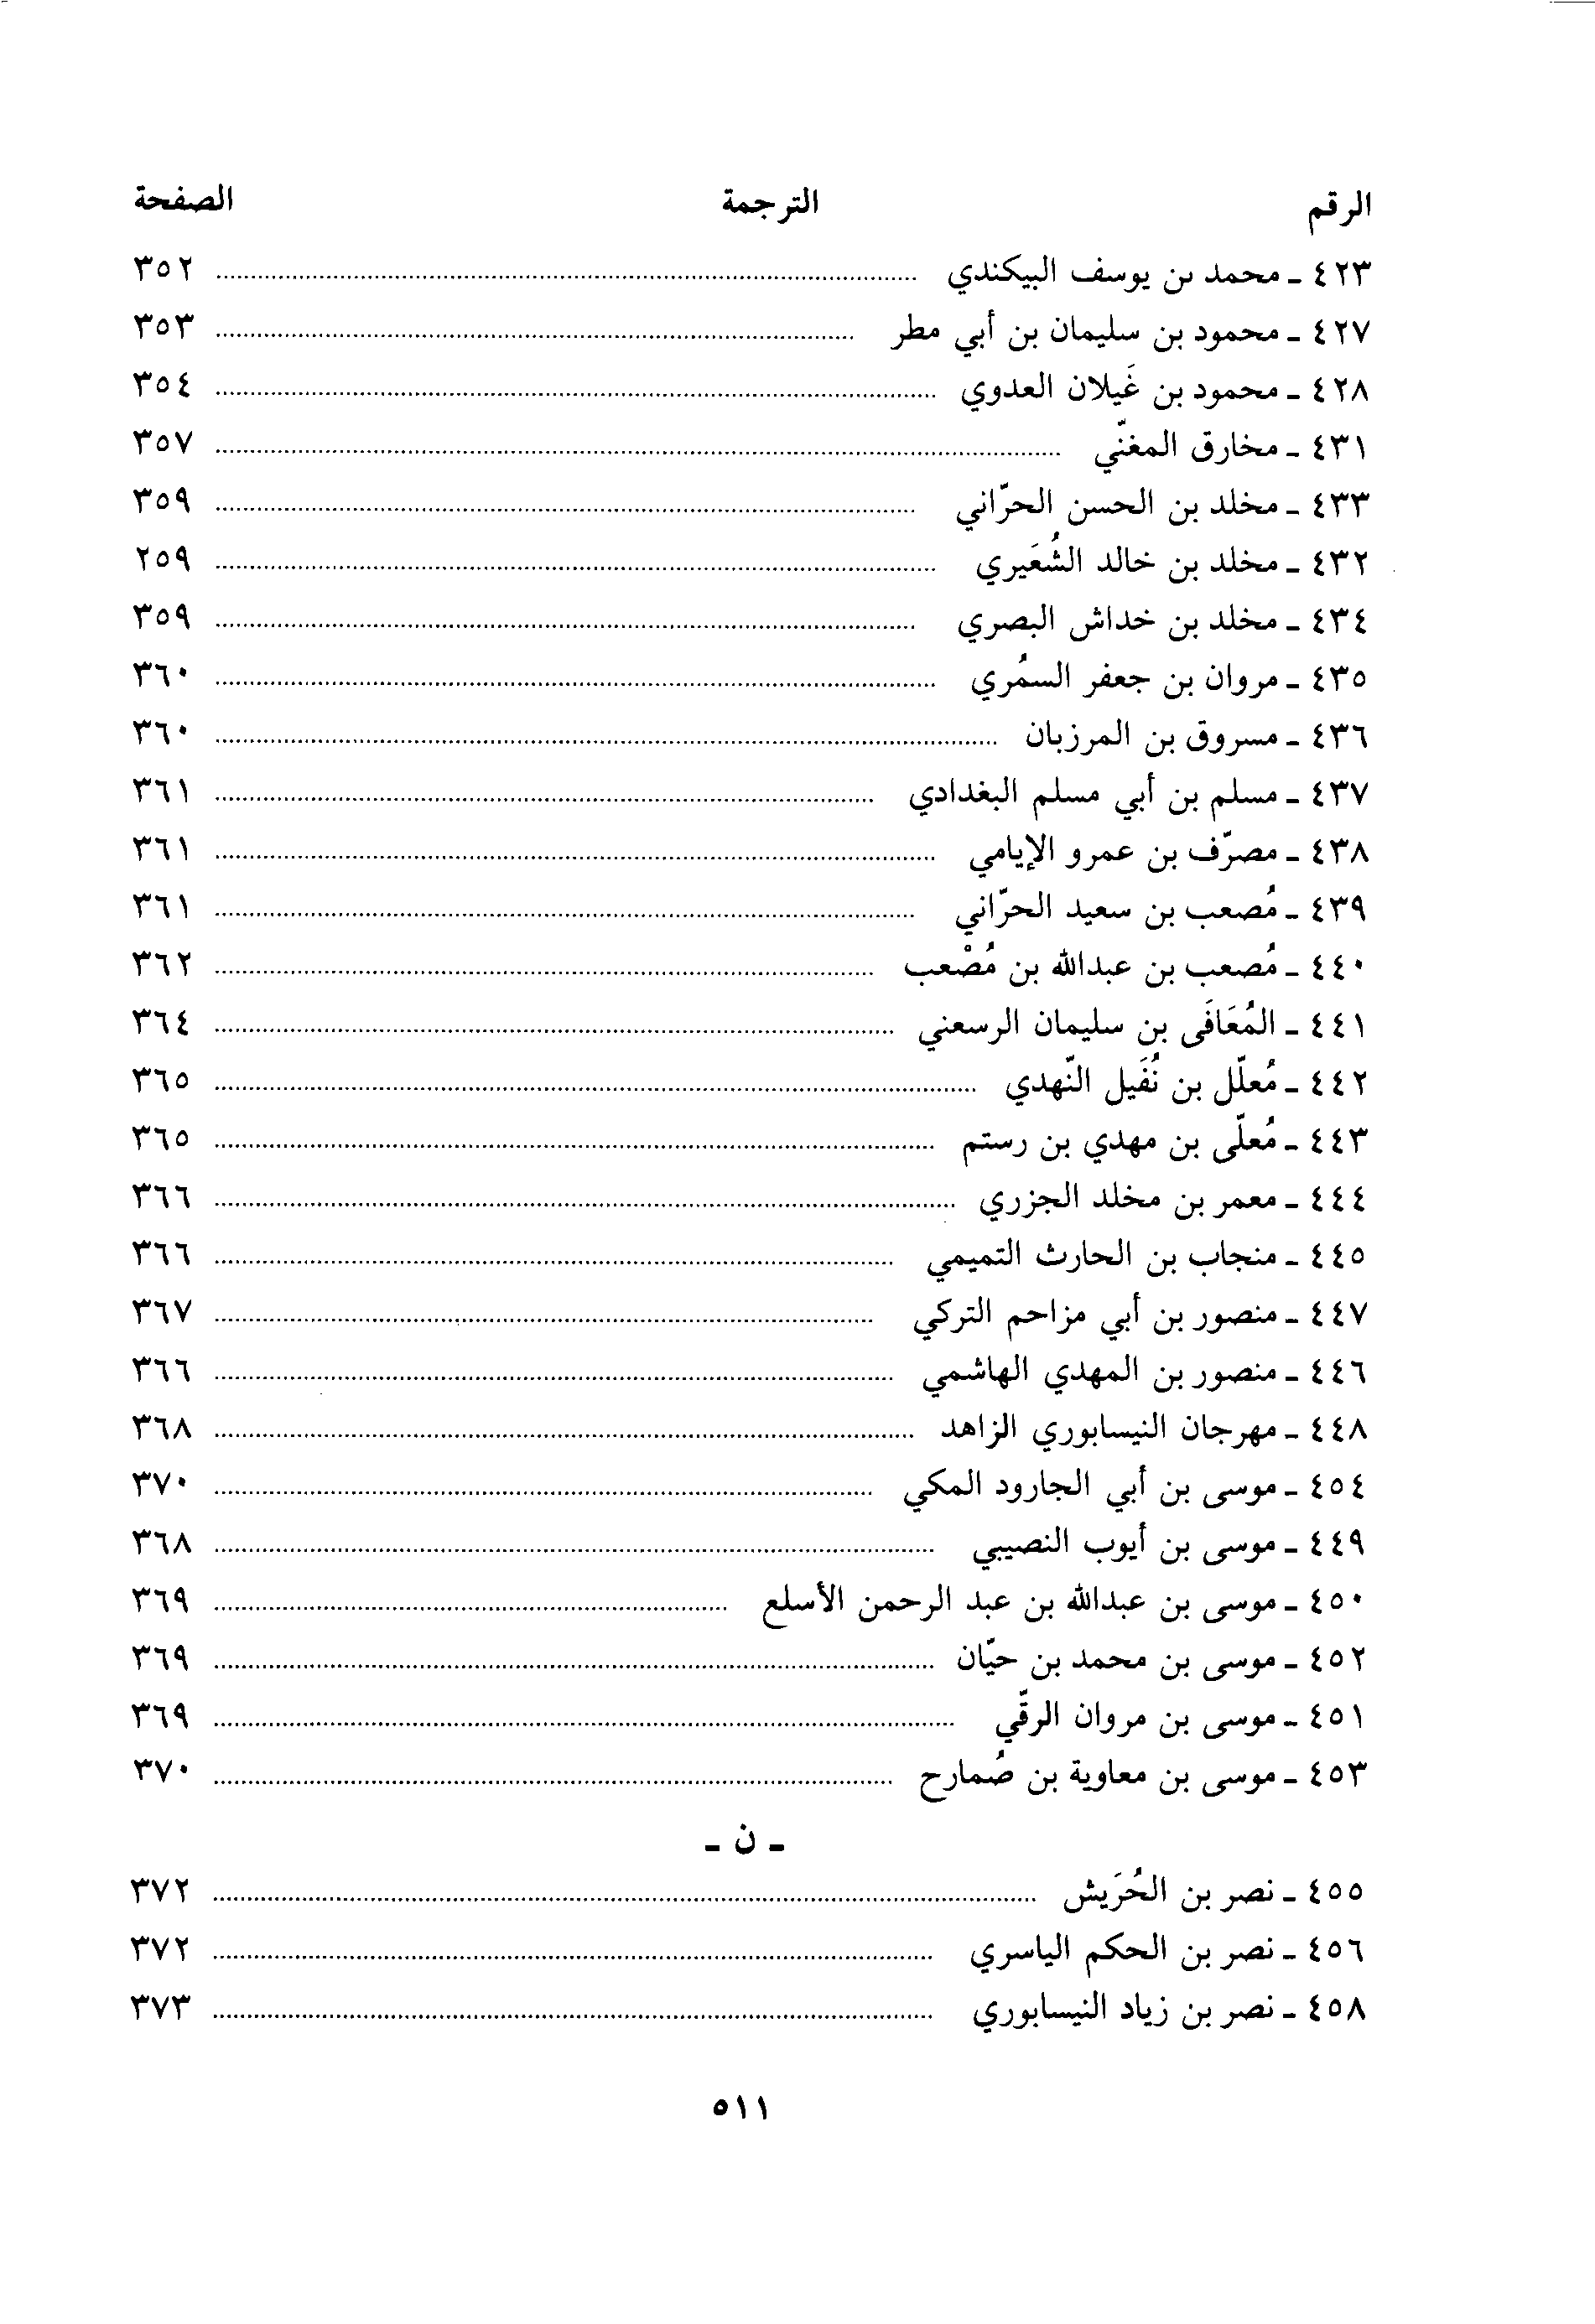 الرقم الترجمة الصفحة
٤٢٣ ـ محمد بن يوسف البيكندي ........ ٣٥٢
٤٢٧ ـ محمود بن سليمان بن أبي مطر ........ ٣٥٣
٤٢٨ ـ محمود بن غَيلان العدوي ........ ٣٥٤
٤٣١ ـ مخارق المغنّي ........ ٣٥٧
٤٣٣ ـ مخلد بن الحسن الحرّاني ........ ٣٥٩
٤٣٢ ـ مخلد بن خالد الشُعَيري ........ ٢٥٩
٤٣٤ ـ مخلد بن خداش البصري ........ ٣٥٩
٤٣٥ ـ مروان بن جعفر السمُري ........ ٣٦٠
٤٣٦ ـ مسروق بن المرزبان ........ ٣٦٠
٤٣٧ ـ مسلم بن أبي مسلم البغدادي ........ ٣٦١
٤٣٨ ـ مصرّف بن عمرو الإيامي ........ ٣٦١
٤٣٩ ـ مُصعب بن سعيد الحرّاني ........ ٣٦١
٤٤٠ ـ مُصعب بن عبدالله بن مُصْعب ........ ٣٦٢
٤٤١ ـ المُعَافَى بن سليمان الرسعني ........ ٣٦٤
٤٤٢ ـ مُعلّل بن نُفَيل النّهدي ........ ٣٦٥
٤٤٣ ـ مُعلّى بن مهدي بن رستم ........ ٣٦٥
٤٤٤ ـ معمر بن مخلد الجزري ........ ٣٦٦
٤٤٥ ـ منجاب بن الحارث التميمي ........ ٣٦٦
٤٤٧ ـ منصور بن أبي مزاحم التركي ........ ٣٦٧
٤٤٦ ـ منصور بن المهدي الهاشمي ........ ٣٦٦
٤٤٨ ـ مهرجان النيسابوري الزاهد ........ ٣٦٨
٤٥٤ ـ موسى بن أبي الجارود المكي ........ ٣٧٠
٤٤٩ ـ موسى بن أيوب النصيبي ........ ٣٦٨
٤٥٠ ـ موسى بن عبدالله بن عبد الرحمن الأسلع ........ ٣٦٩
٤٥٢ ـ موسى بن محمد بن حيّان ........ ٣٦٩
٤٥١ ـ موسى بن مروان الرقّي ........ ٣٦٩
٤٥٣ ـ موسى بن معاوية بن صُمارح ........ ٣٧٠
ـ ن ـ
٤٥٥ ـ نصر بن الحُرَيش ........ ٣٧٢
٤٥٦ ـ نصر بن الحكم الياسري ........ ٣٧٢
٤٥٨ ـ نصر بن زياد النيسابوري ........ ٣٧٣
٥١١